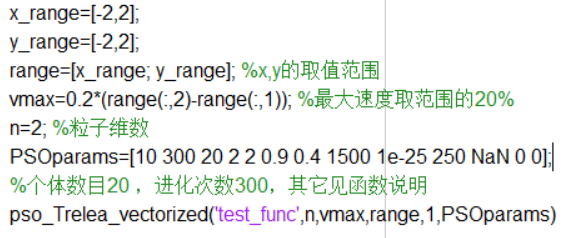 x_range=[-2,2];
y_range=[-2,2];
range=[x_range; y_range]; %x,y的取值范围
vmax=0.2*(range(:,2)-range(:,1)); %最大速度取范围的20%
n=2; %粒子维数
PSOparams=[10 300 20 2 2 0.9 0.4 1500 1e-25 250 NaN 0 0];
%个体数目20 ，进化次数300，其它见函数说明
pso_Trelea_vectorized('test_func',n,vmax,range,1,PSOparams)